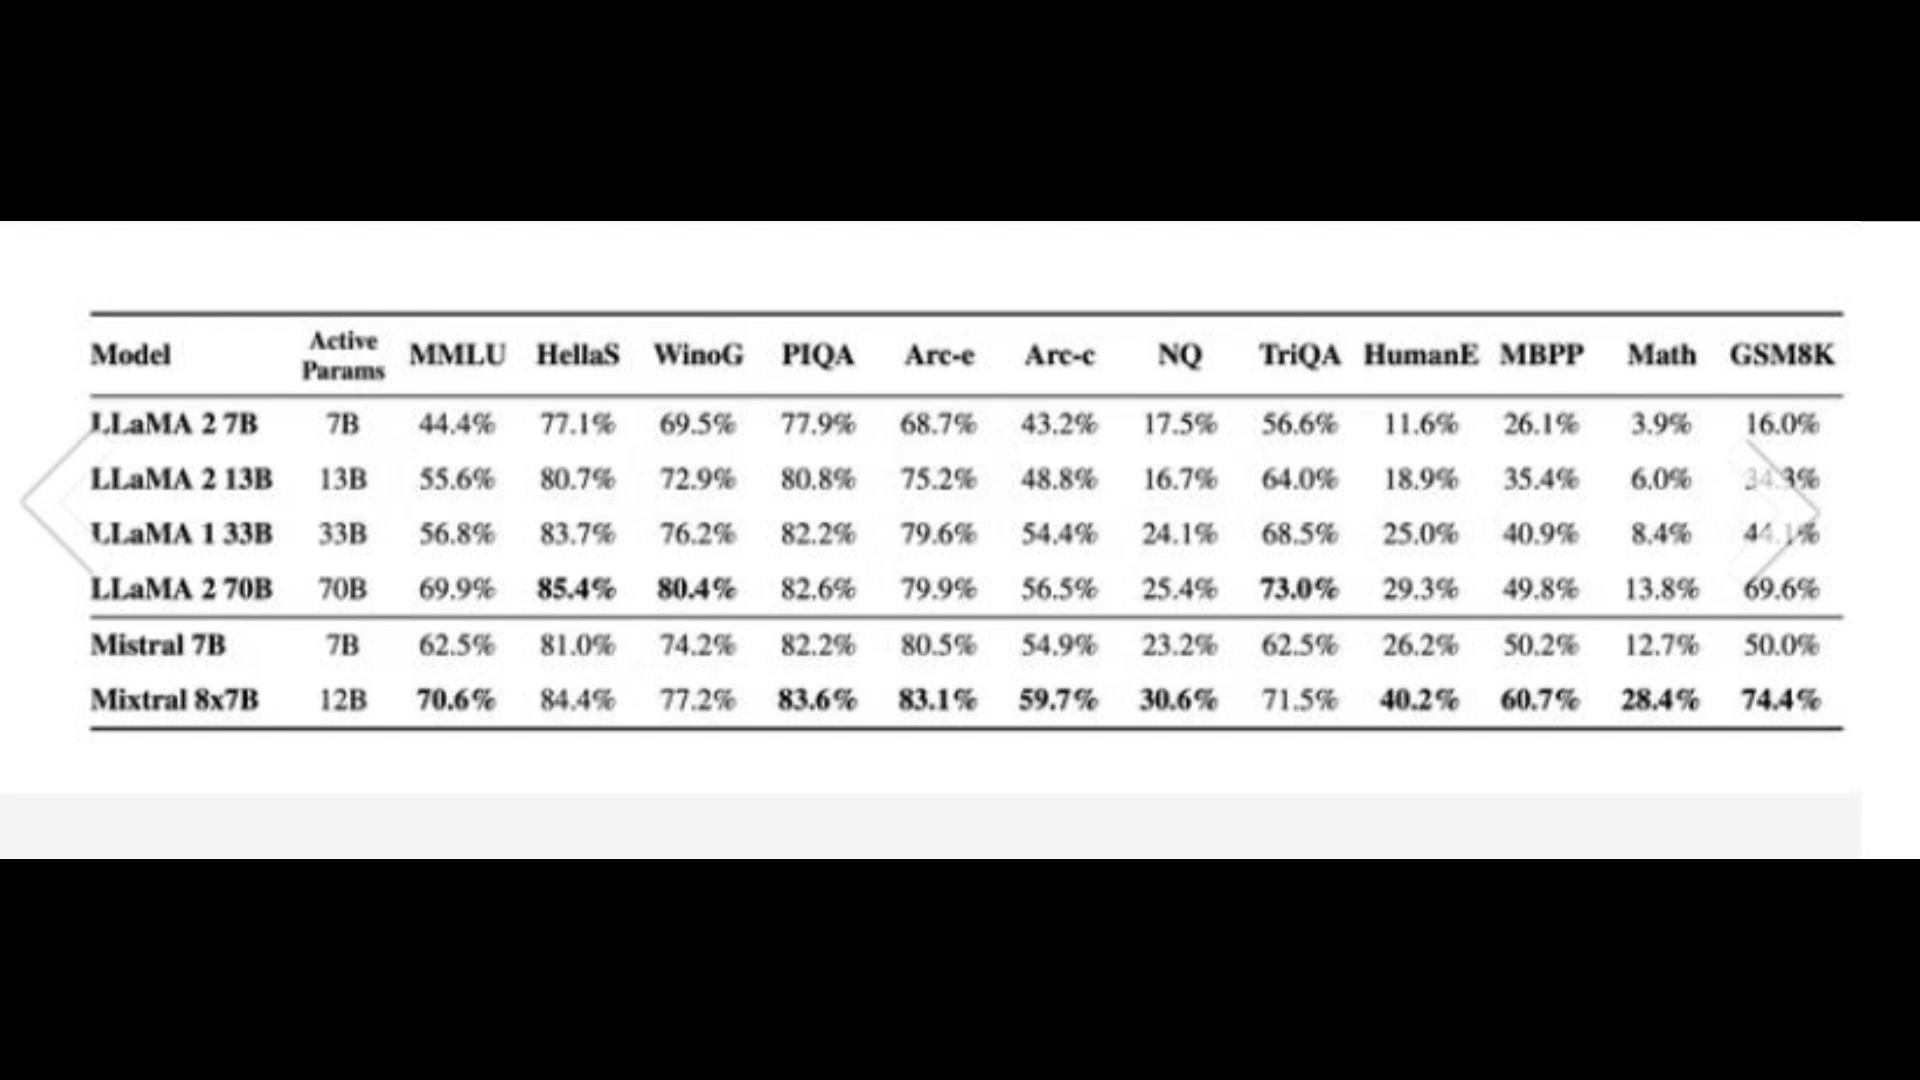 Model Active Params MMLU HellaS WinoG PIQA Arc-e Arc-c NQ TriQA HumanE MBPP Math GSM8K
LLaMA 2 7B 7B 44.4% 77.1% 69.5% 77.9% 68.7% 43.2% 17.5% 56.6% 11.6% 26.1% 3.9% 16.0%
LLaMA 2 13B 13B 55.6% 80.7% 72.9% 80.8% 75.2% 48.8% 16.7% 64.0% 18.9% 35.4% 6.0% 34.3%
LLaMA 1 33B 33B 56.8% 83.7% 76.2% 82.2% 79.6% 54.4% 24.1% 68.5% 25.0% 40.9% 8.4% 44.1%
LLaMA 2 70B 70B 69.9% 85.4% 80.4% 82.6% 79.9% 56.5% 25.4% 73.0% 29.3% 49.8% 13.8% 69.6%
Mistral 7B 7B 62.5% 81.0% 74.2% 82.2% 80.5% 54.9% 23.2% 62.5% 26.2% 50.2% 12.7% 50.0%
Mixtral 8x7B 12B 70.6% 84.4% 77.2% 83.6% 83.1% 59.7% 30.6% 71.5% 40.2% 60.7% 28.4% 74.4%